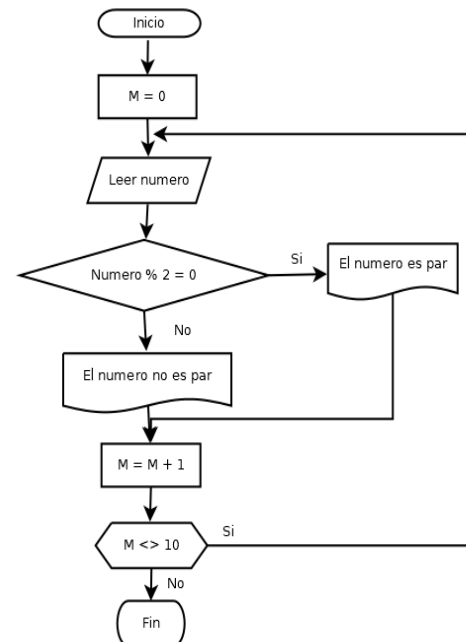 Inicio
M = 0
Leer numero
Numero % 2 = 0
Si
El numero es par
No
El numero no es par
M = M + 1
M <> 10
Si
No
Fin